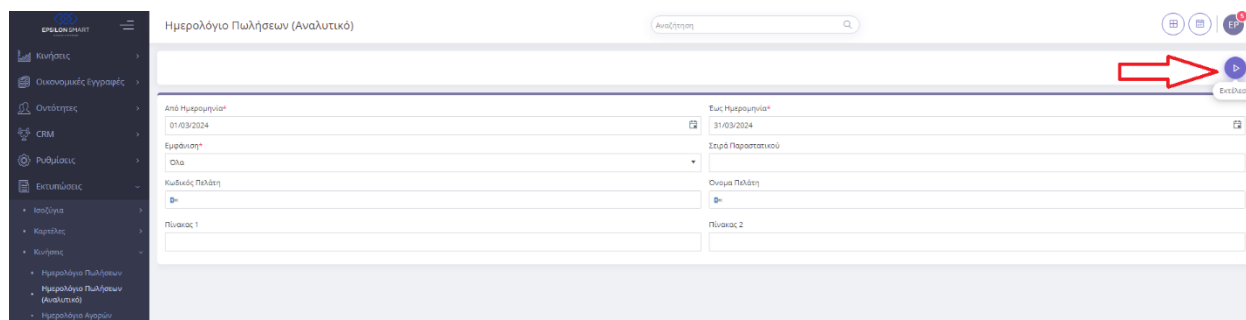 EPSILON SMART
Ημερολόγιο Πωλήσεων (Αναλυτικό)
Αναζήτηση
EP
5
Κινήσεις
Οικονομικές Εγγραφές
Οντότητες
CRM
Ρυθμίσεις
Εκτυπώσεις
Ισοζύγια
Καρτέλες
Κινήσεις
Ημερολόγιο Πωλήσεων
Ημερολόγιο Πωλήσεων
(Αναλυτικό)
Ημερολόγιο Αγορών
Εκτέλεσ
Από Ημερομηνία*
Έως Ημερομηνία*
01/03/2024
31/03/2024
Εμφάνιση*
Σειρά Παραστατικού
Όλα
Κωδικός Πελάτη
Όνομα Πελάτη
Πίνακας 1
Πίνακας 2